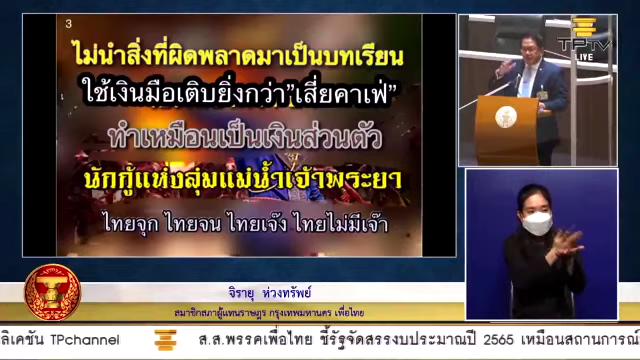 3
ไม่นำสิ่งที่ผิดพลาดมาเป็นบทเรียน
ใช้เงินมือเติบยิ่งกว่า"เสี่ยคาเฟ่"
ทำเหมือนเป็นเงินส่วนตัว
นักกู้แห่งลุ่มแม่น้ำเจ้าพระยา
ไทยจุก ไทยจน ไทยเจ๊ง ไทยไม่มีเจ๊า
TPTV
LIVE
จิรายุ ห่วงทรัพย์
สมาชิกสภาผู้แทนราษฎร กรุงเทพมหานคร เพื่อไทย
ลิเคชัน TPchannel ส.ส.พรรคเพื่อไทย ชี้รัฐจัดสรรงบประมาณปี 2565 เหมือนสถานการณ์